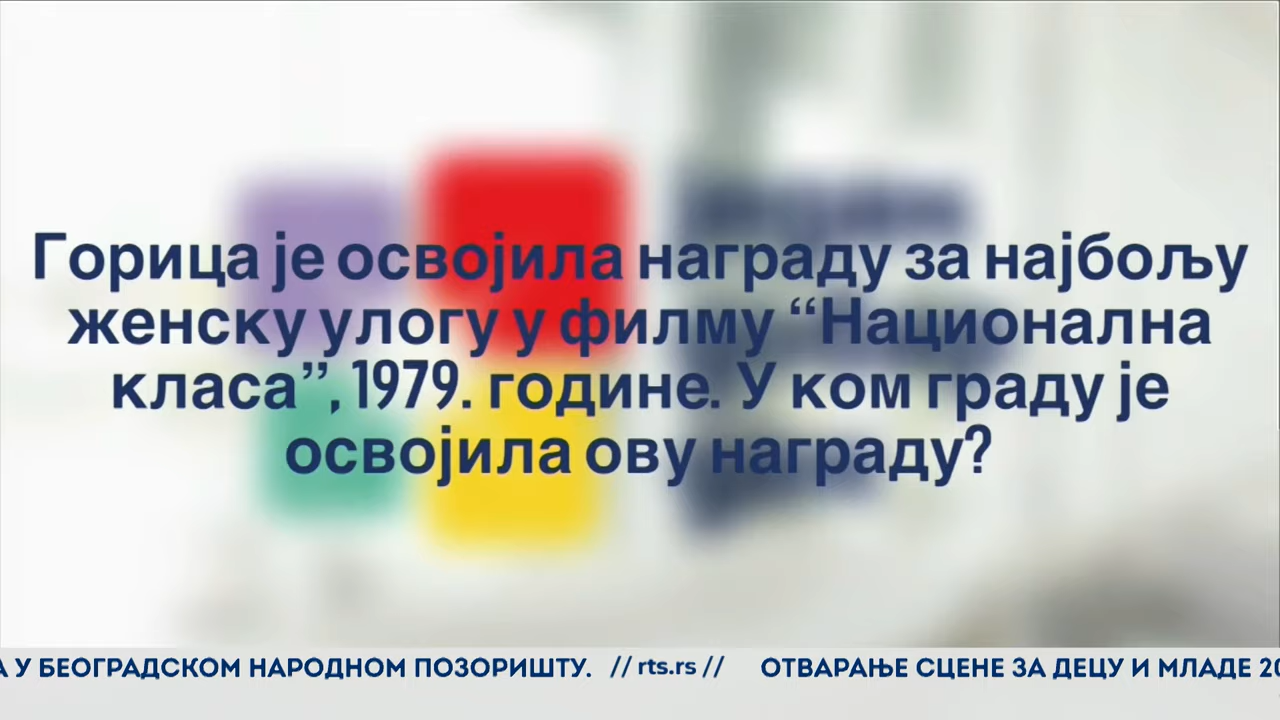 Горица је освојила награду за најбољу
женску улогу у филму “Национална
класа”, 1979. године. У ком граду је
освојила ову награду?
А У БЕОГРАДСКОМ НАРОДНОМ ПОЗОРИШТУ. // rts.rs // ОТВАРАЊЕ СЦЕНЕ ЗА ДЕЦУ И МЛАДЕ 20